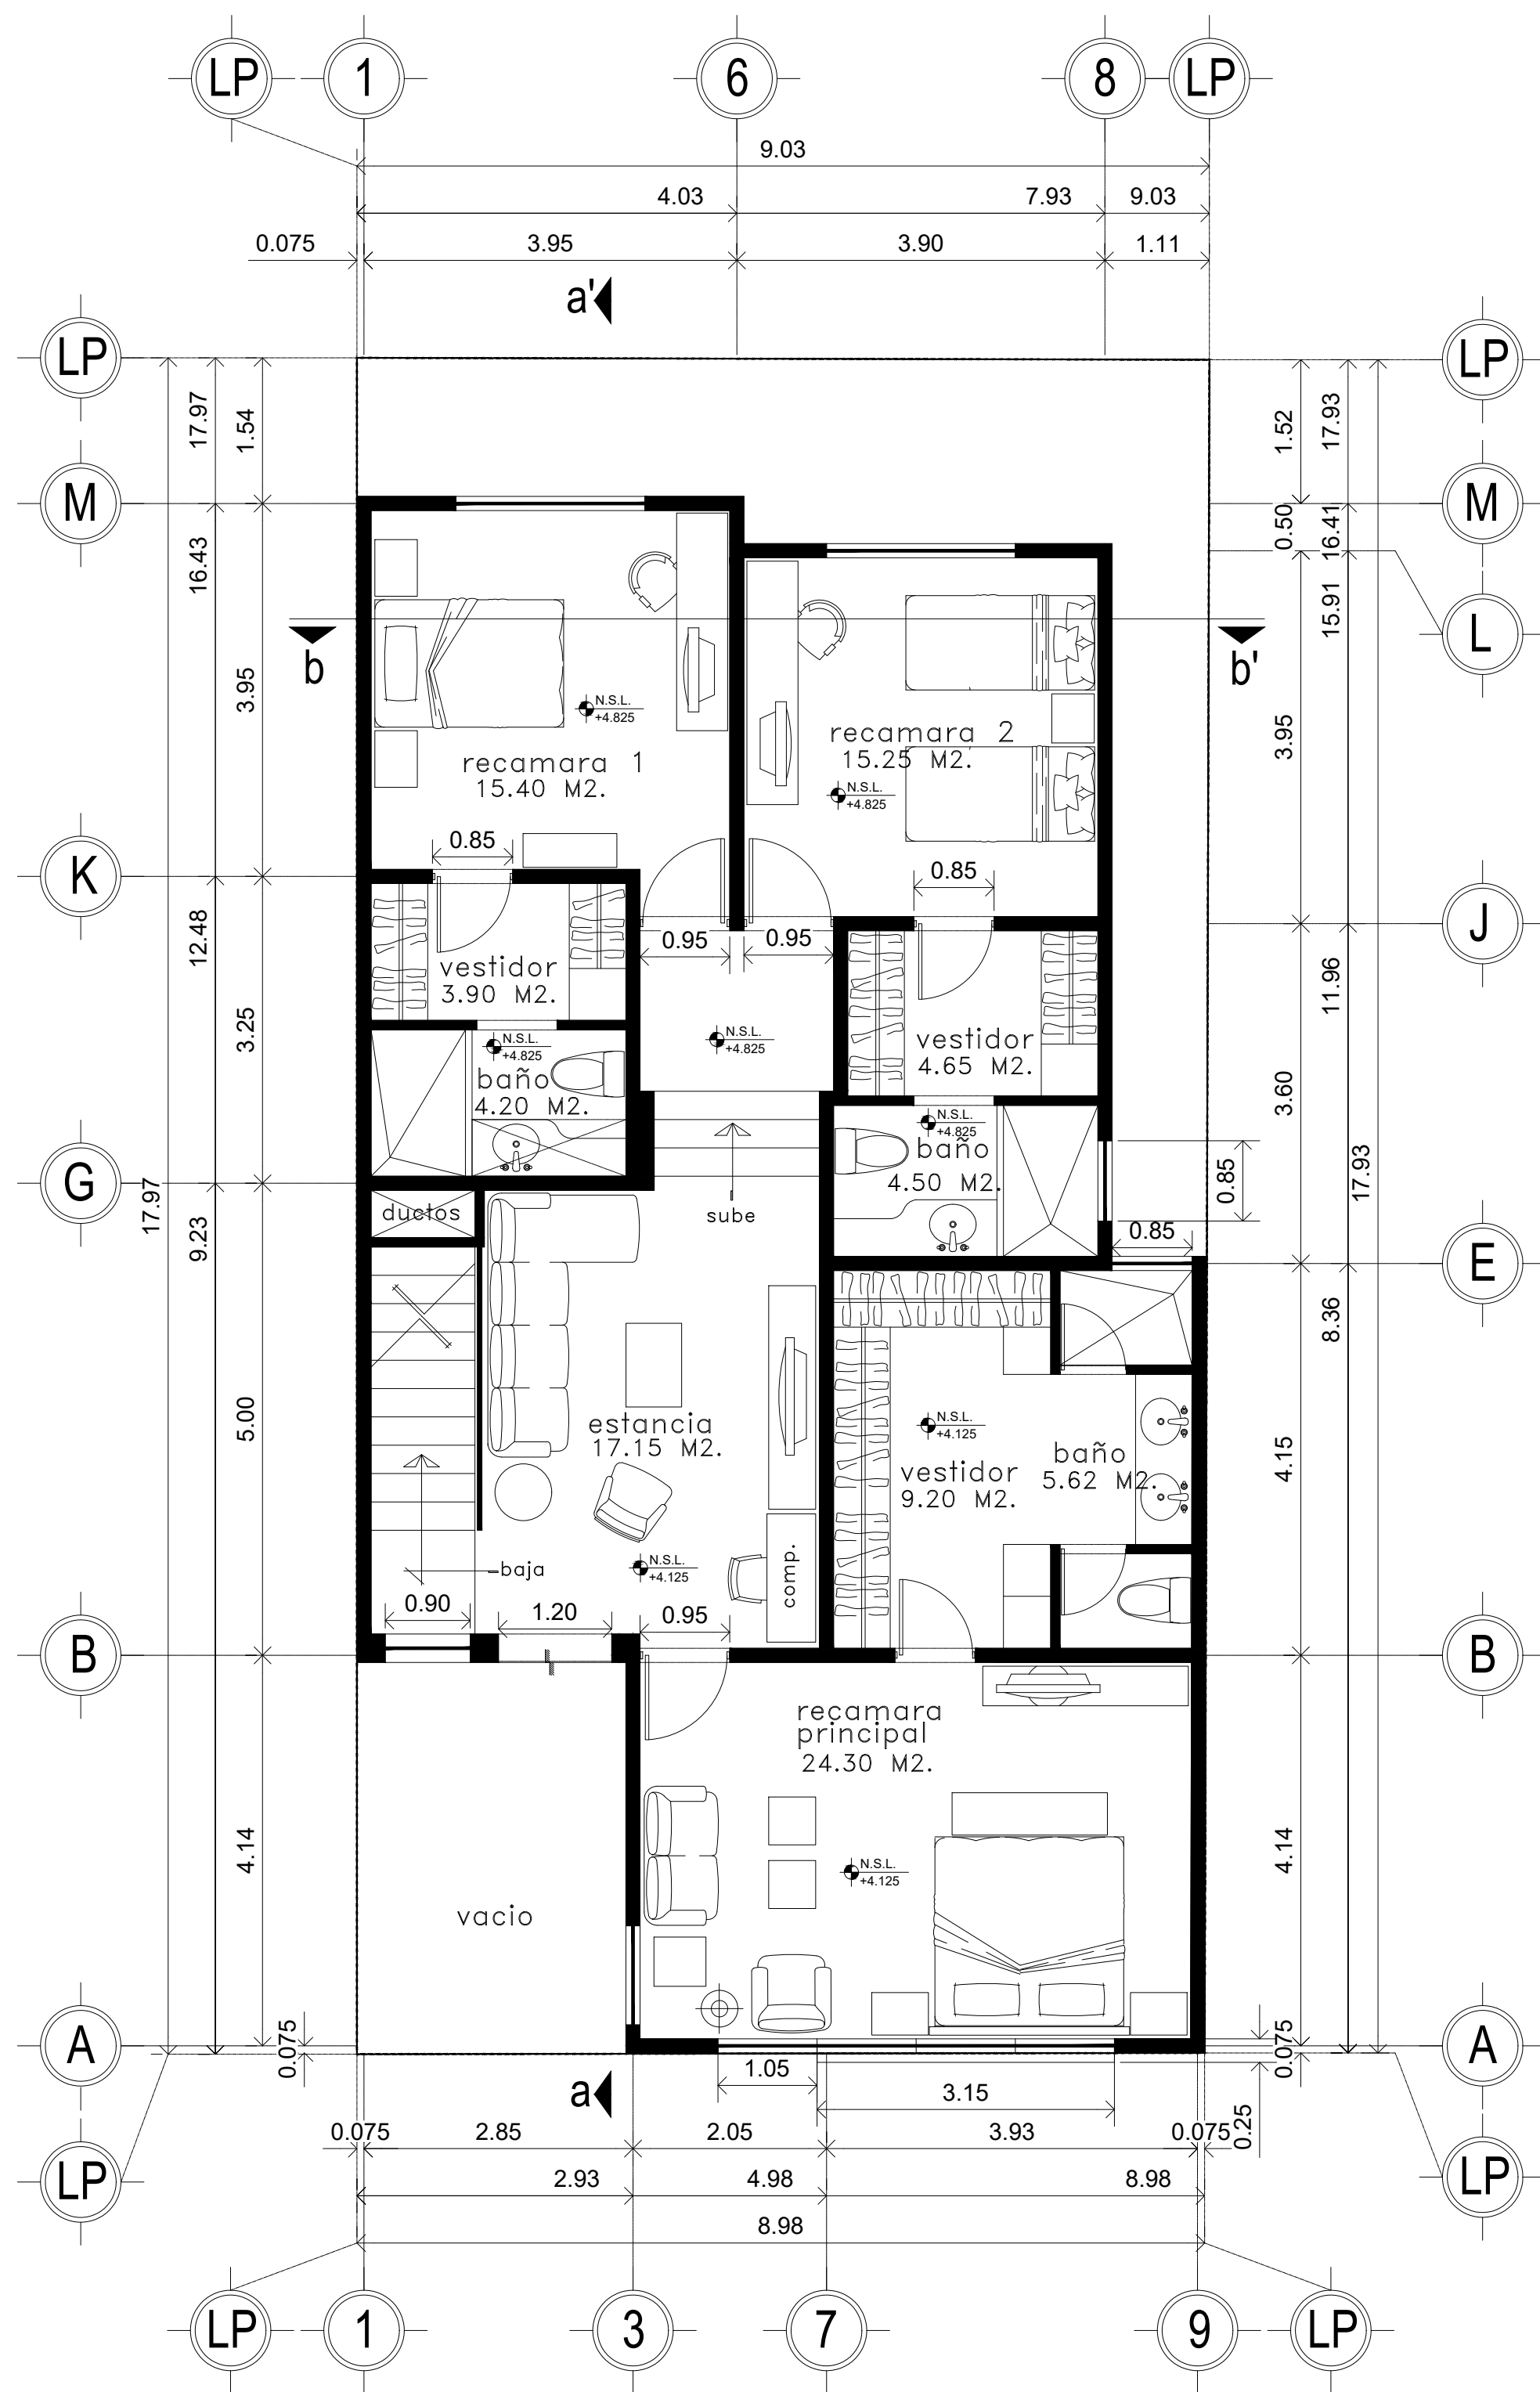 LP 1 6 8 LP
9.03
4.03 7.93 9.03
0.075 3.95 3.90 1.11
a'
LP LP
17.97 1.54 1.52 17.93
M M
0.50 16.41
16.43 15.91
L
b b'
3.95 3.95
N.S.L.
+4.825
recamara 1
15.40 M2.
recamara 2
15.25 M2.
N.S.L.
+4.825
0.85
K
0.85
J
12.48
0.95 0.95
vestidor
3.90 M2.
11.96
3.25
N.S.L.
+4.825
N.S.L.
+4.825
vestidor
4.65 M2.
baño
4.20 M2.
3.60
N.S.L.
+4.825
baño
4.50 M2.
G
0.85
17.97 17.93
ductos
sube
9.23
0.85
E
8.36
5.00
estancia
17.15 M2.
N.S.L.
+4.125
4.15
baño
5.62 M2.
vestidor
9.20 M2.
N.S.L.
+4.125
baja
comp.
0.90 1.20 0.95
B B
recamara
principal
24.30 M2.
4.14 4.14
N.S.L.
+4.125
vacio
A A
0.075 0.075
1.05
a
3.15
0.25
0.075 2.85 2.05 3.93 0.075
LP LP
2.93 4.98 8.98
8.98
LP 1 3 7 9 LP